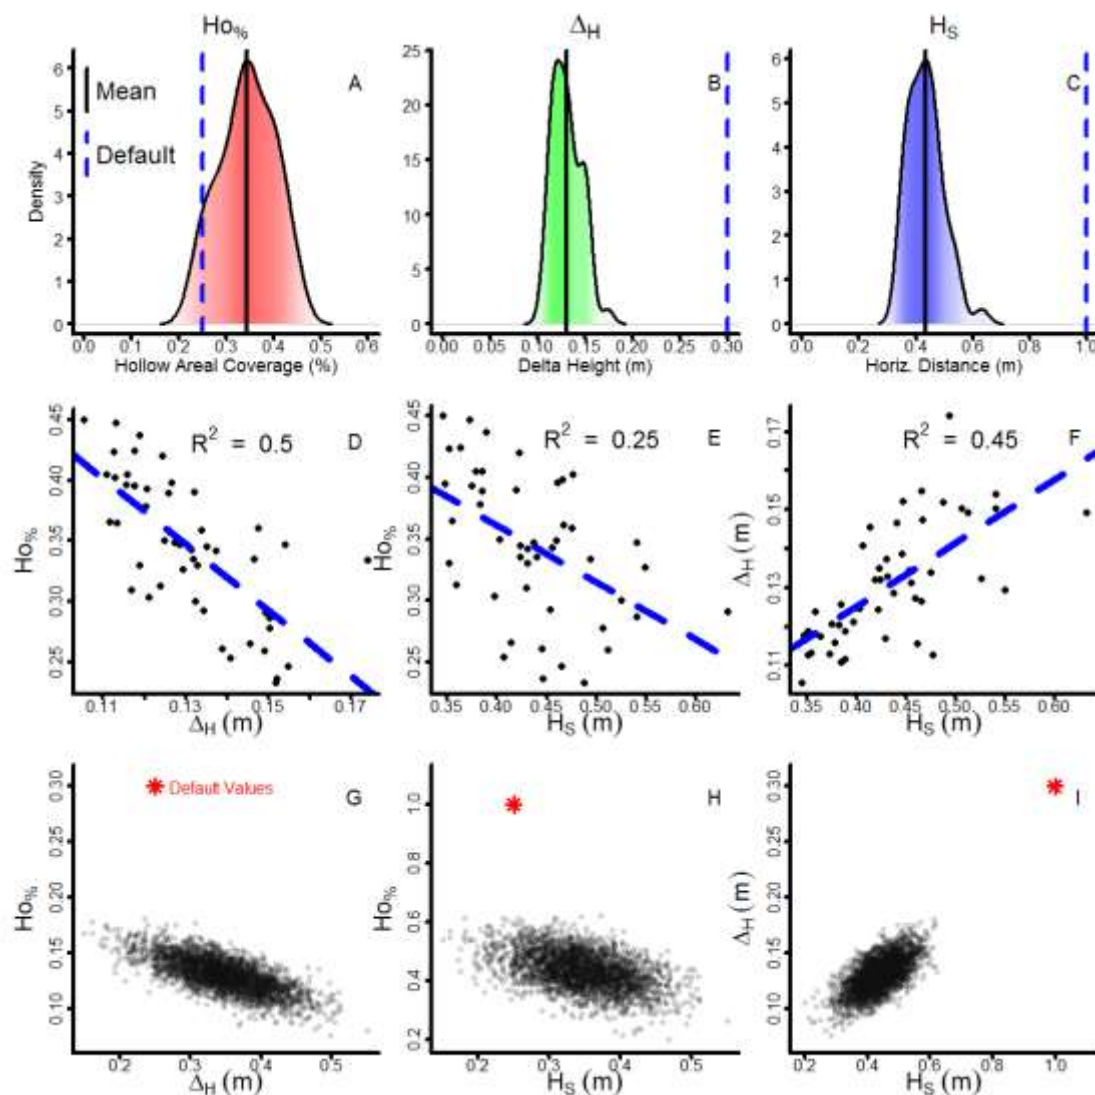 Ho% ΔH HS
A B C
Mean
Default
Density
0 1 2 3 4 5 6
0 5 10 15 20 25
0 1 2 3 4 5 6
0.0 0.1 0.2 0.3 0.4 0.5 0.6
0.00 0.05 0.10 0.15 0.20 0.30
0.0 0.2 0.4 0.6 0.8 1.0
Hollow Areal Coverage (%) Delta Height (m) Horiz. Distance (m)
R² = 0.5 D
R² = 0.25 E
R² = 0.45 F
Ho% Ho% ΔH (m)
0.25 0.30 0.35 0.40 0.45
0.25 0.30 0.35 0.40 0.45
0.11 0.13 0.15 0.17
0.11 0.13 0.15 0.17
0.35 0.40 0.45 0.50 0.55 0.60
0.35 0.40 0.45 0.50 0.55 0.60
ΔH (m) HS (m) HS (m)
Default Values G
H
I
Ho% Ho% ΔH (m)
0.10 0.15 0.20 0.25 0.30
0.2 0.4 0.6 0.8 1.0
0.10 0.15 0.20 0.25 0.30
0.2 0.3 0.4 0.5
0.2 0.3 0.4 0.5
0.2 0.4 0.6 0.8 1.0
ΔH (m) HS (m) HS (m)